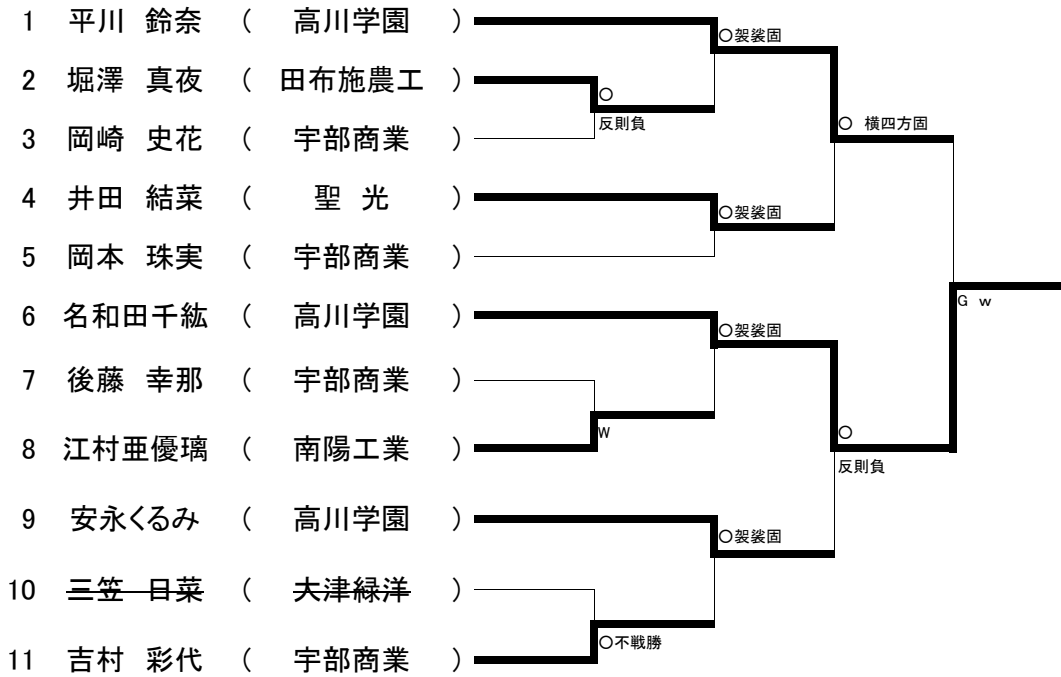 1 平川 鈴奈 ( 高川学園 )
〇袈裟固
2 堀澤 真夜 ( 田布施農工 )
〇
反則負
〇 横四方固
3 岡崎 史花 ( 宇部商業 )
4 井田 結菜 ( 聖 光 )
〇袈裟固
5 岡本 珠実 ( 宇部商業 )
G w
6 名和田千紘 ( 高川学園 )
〇袈裟固
7 後藤 幸那 ( 宇部商業 )
W
〇
反則負
8 江村亜優璃 ( 南陽工業 )
9 安永くるみ ( 高川学園 )
〇袈裟固
10 三笠 日菜 ( 大津緑洋 )
〇不戦勝
11 吉村 彩代 ( 宇部商業 )